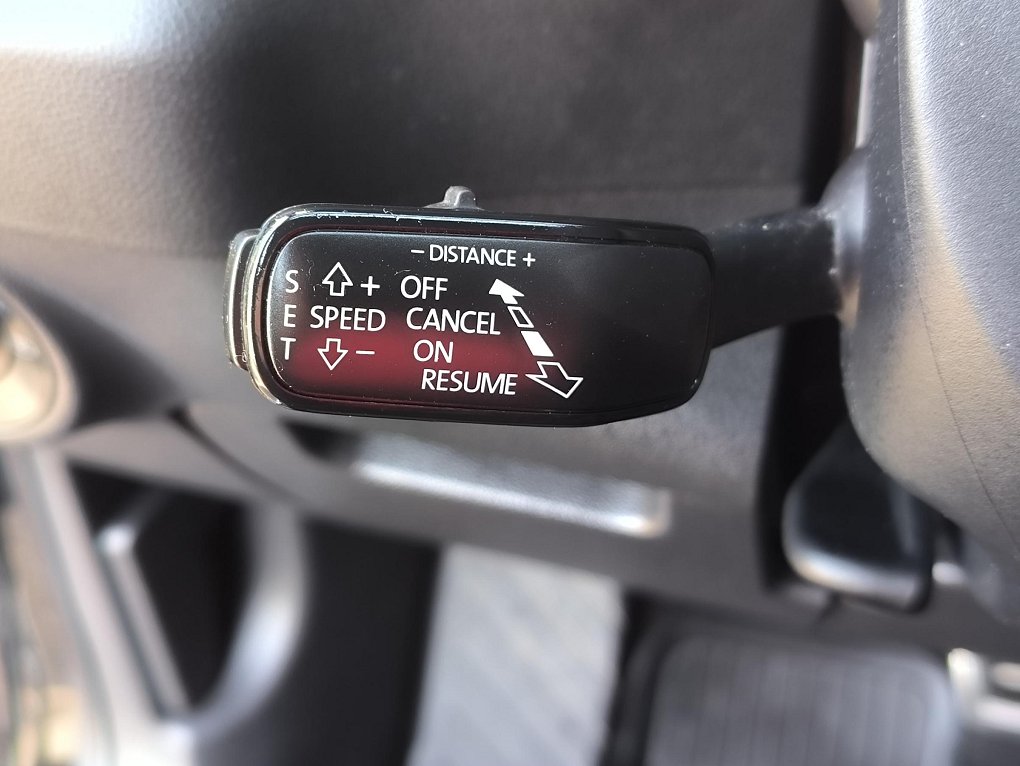 − DISTANCE +
S + OFF
E SPEED CANCEL
T − ON
RESUME